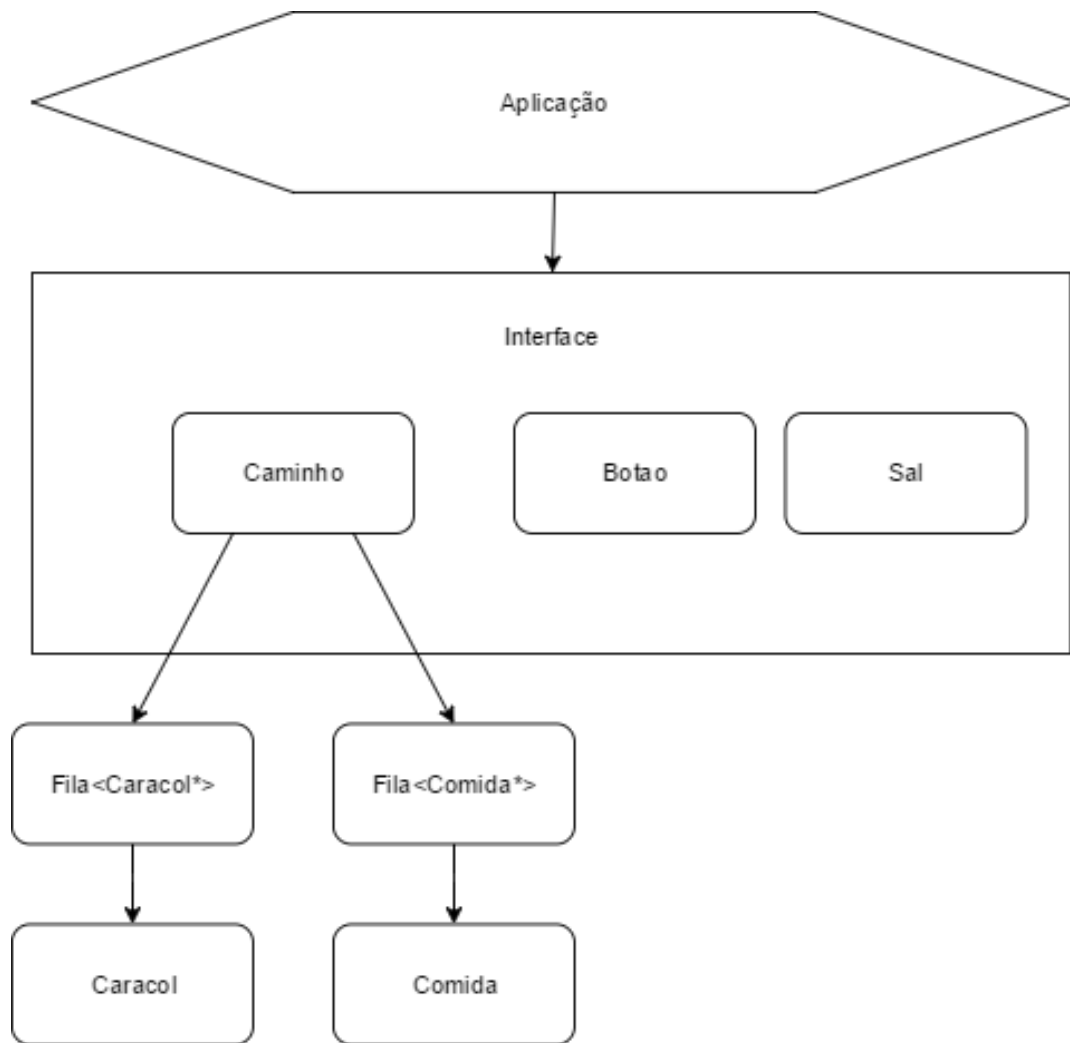 Aplicação
Interface
Caminho
Botao
Sal
Fila<Caracol*>
Fila<Comida*>
Caracol
Comida